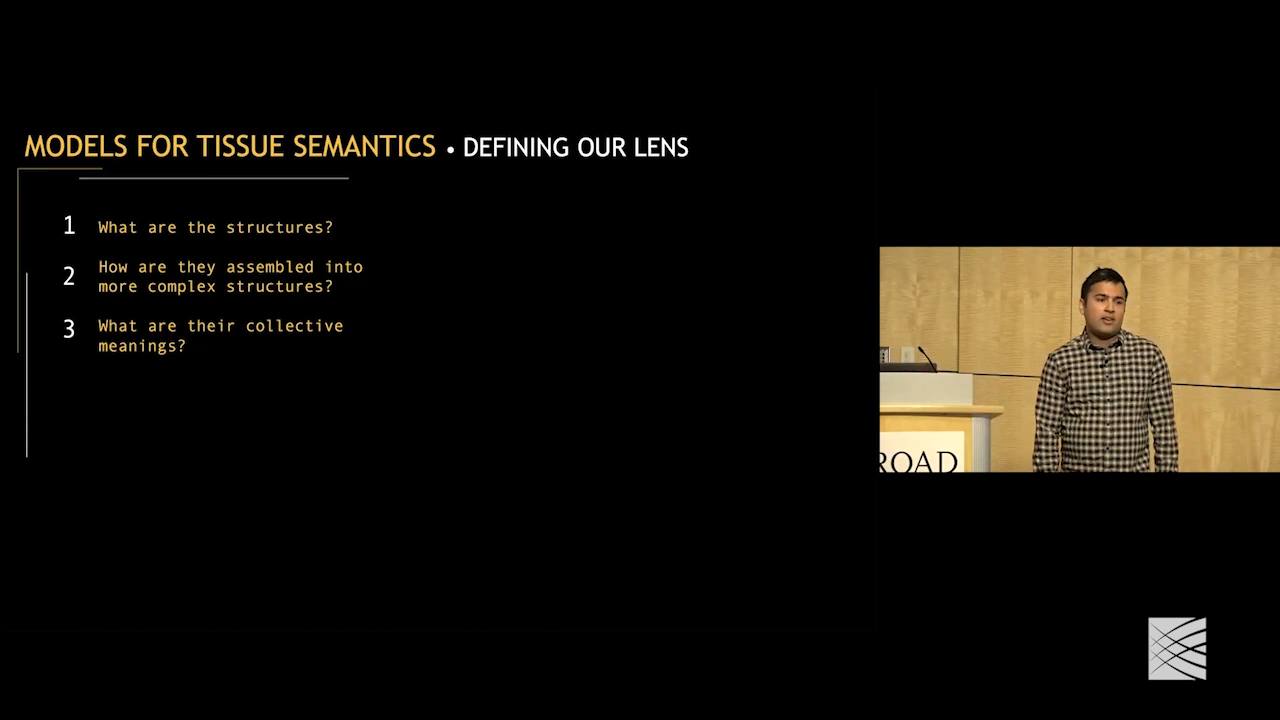 MODELS FOR TISSUE SEMANTICS • DEFINING OUR LENS
1 What are the structures?
2 How are they assembled into
more complex structures?
3 What are their collective
meanings?
ROAD